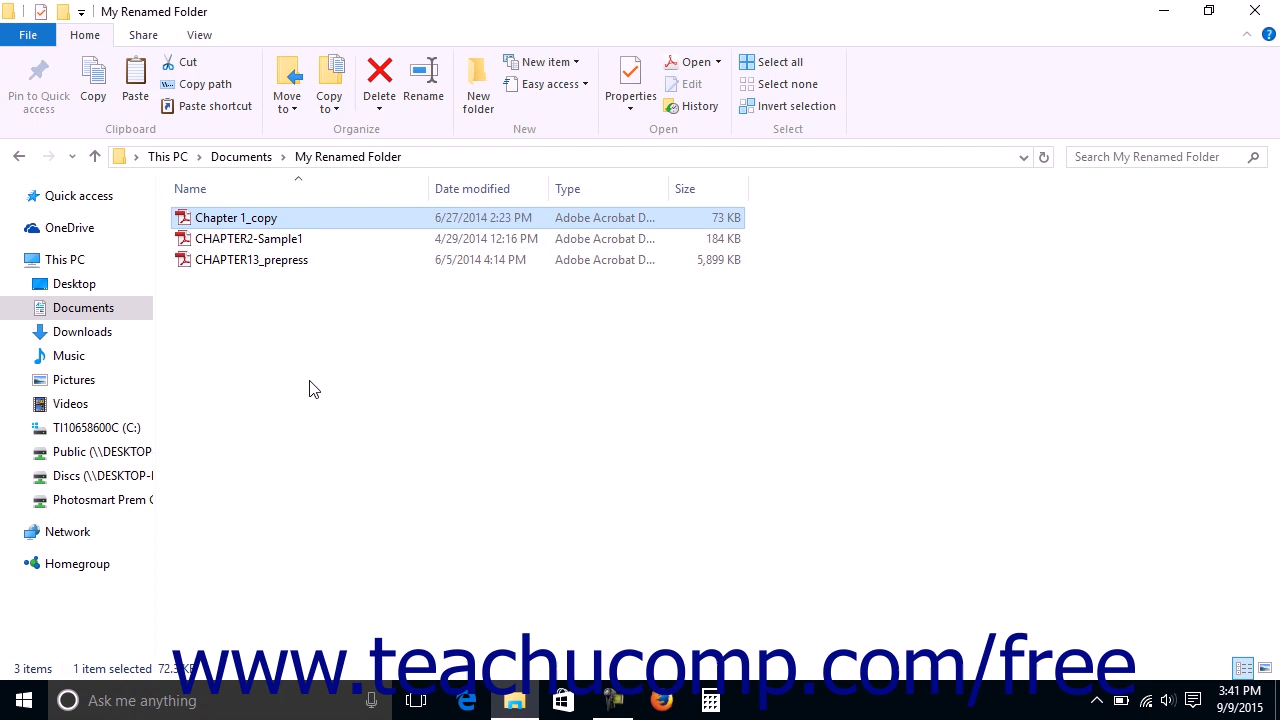 My Renamed Folder
File Home Share View
Pin to Quick access
Copy
Paste
Cut
Copy path
Paste shortcut
Clipboard
Move to
Copy to
Delete
Rename
Organize
New folder
New item
Easy access
New
Properties
Open
Edit
History
Open
Select all
Select none
Invert selection
Select
This PC Documents My Renamed Folder
Search My Renamed Folder
Name Date modified Type Size
Chapter 1_copy 6/27/2014 2:23 PM Adobe Acrobat D... 73 KB
CHAPTER2-Sample1 4/29/2014 12:16 PM Adobe Acrobat D... 184 KB
CHAPTER13_prepress 6/5/2014 4:14 PM Adobe Acrobat D... 5,899 KB
Quick access
OneDrive
This PC
Desktop
Documents
Downloads
Music
Pictures
Videos
TI10658600C (C:)
Public (\\DESKTOP
Discs (\\DESKTOP-
Photosmart Prem
Network
Homegroup
3 items 1 item selected
www.teachucomp.com/free
Ask me anything
3:41 PM
9/9/2015